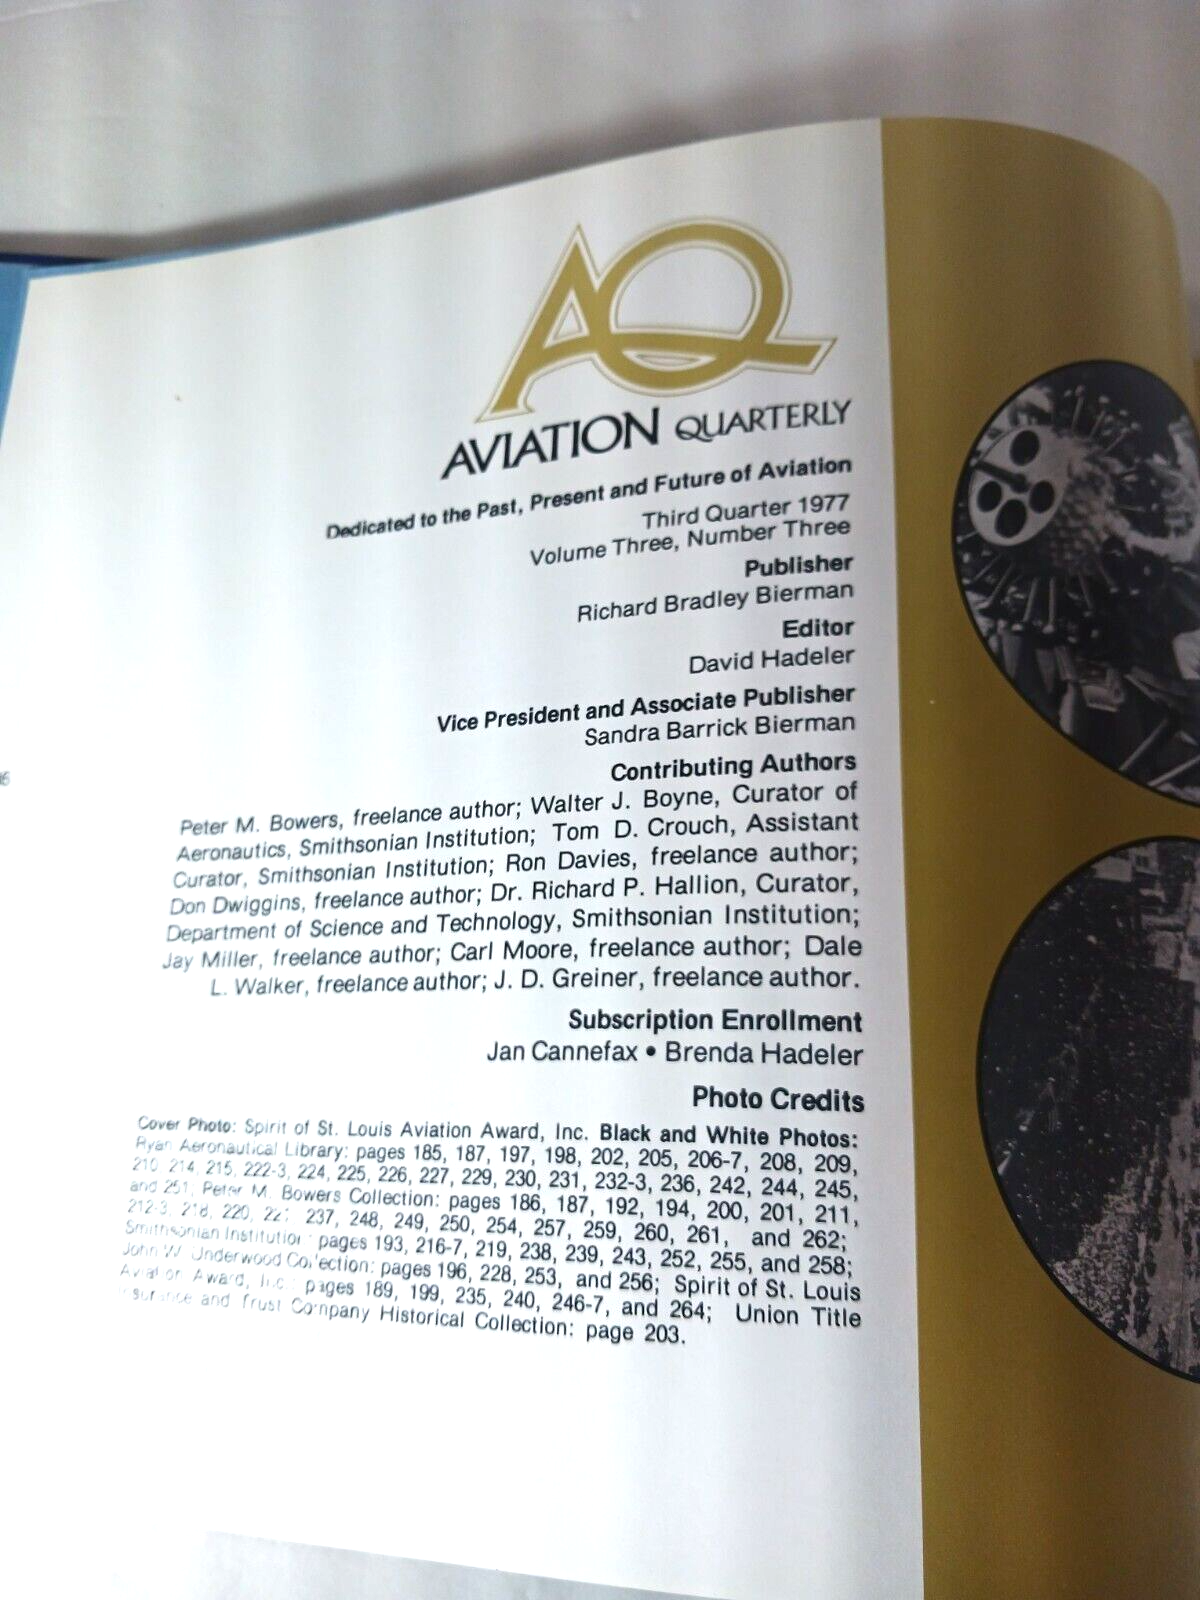 AQ
AVIATION QUARTERLY
Dedicated to the Past, Present and Future of Aviation
Third Quarter 1977
Volume Three, Number Three
Publisher
Richard Bradley Bierman
Editor
David Hadeler
Vice President and Associate Publisher
Sandra Barrick Bierman
Contributing Authors
Peter M. Bowers, freelance author; Walter J. Boyne, Curator of
Aeronautics, Smithsonian Institution; Tom D. Crouch, Assistant
Curator, Smithsonian Institution; Ron Davies, freelance author;
Don Dwiggins, freelance author; Dr. Richard P. Hallion, Curator,
Department of Science and Technology, Smithsonian Institution;
Jay Miller, freelance author; Carl Moore, freelance author; Dale
L. Walker, freelance author; J. D. Greiner, freelance author.
Subscription Enrollment
Jan Cannefax • Brenda Hadeler
Photo Credits
Cover Photo: Spirit of St. Louis Aviation Award, Inc. Black and White Photos:
Ryan Aeronautical Library: pages 185, 187, 197, 198, 202, 205, 206-7, 208, 209,
210, 214, 215, 222-3, 224, 225, 226, 227, 229, 230, 231, 232-3, 236, 242, 244, 245,
and 251, Peter M. Bowers Collection: pages 186, 187, 192, 194, 200, 201, 211,
212-3, 218, 220, 237, 248, 249, 250, 254, 257, 259, 260, 261, and 262;
Smithsonian Institution: pages 193, 216-7, 219, 238, 239, 243, 252, 255, and 258;
John W. Underwood Collection: pages 196, 228, 253, and 256; Spirit of St. Louis
Aviation Award, Inc.: pages 189, 199, 235, 240, 246-7, and 264; Union Title
Insurance and Trust Company Historical Collection: page 203.